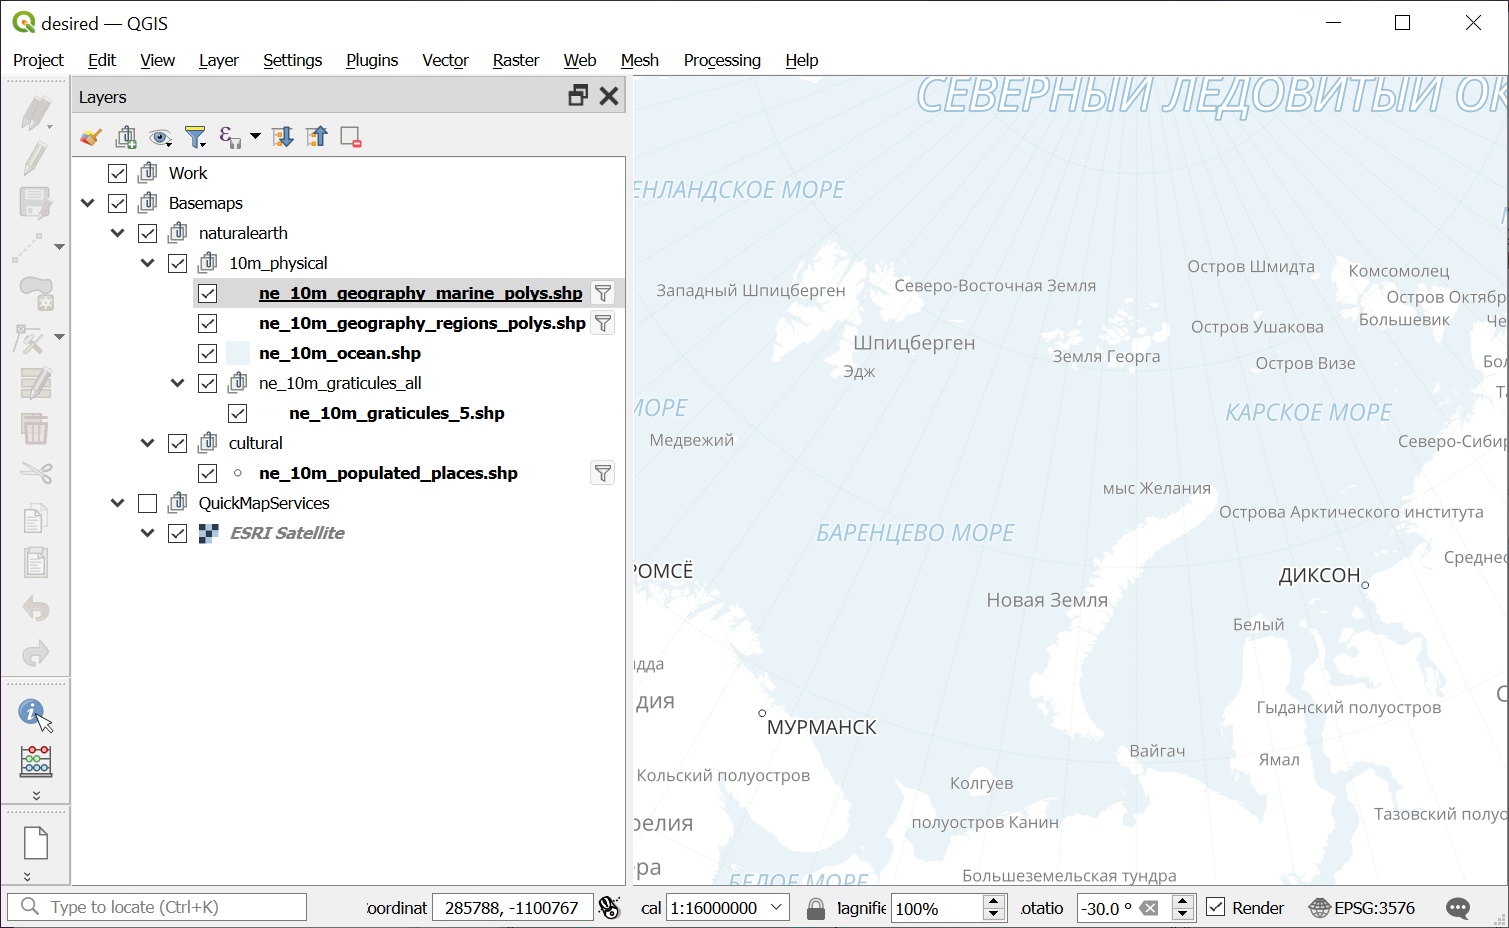 desired — QGIS
Project Edit View Layer Settings Plugins Vector Raster Web Mesh Processing Help
Layers
Work
Basemaps
naturalearth
10m_physical
ne_10m_geography_marine_polys.shp
ne_10m_geography_regions_polys.shp
ne_10m_ocean.shp
ne_10m_graticules_all
ne_10m_graticules_5.shp
cultural
ne_10m_populated_places.shp
QuickMapServices
ESRI Satellite
СЕВЕРНЫЙ ЛЕДОВИТЫЙ ОК
ЕНЛАНДСКОЕ МОРЕ
Остров Шмидта
Комсомолец
Западный Шпицберген
Северо-Восточная Земля
Остров Октябр
Большевик
Остров Ушакова
Че
Шпицберген
Земля Георга
Остров Визе
Бол
Эдж
МОРЕ
КАРСКОЕ МОРЕ
Медвежий
Северо-Сибир
мыс Желания
Острова Арктического института
БАРЕНЦЕВО МОРЕ
Среднес
РОМСЁ
ДИКСОН
Новая Земля
Белый
дда
дия
Гыданский полуостров
МУРМАНСК
Вайгач
Ямал
Кольский полуостров
Колгуев
Тазовский полуо
релия
полуостров Канин
ра
БЕЛОЕ МОРЕ
Большеземельская тундра
Type to locate (Ctrl+K) oordinat 285788, -1100767 cal 1:16000000 lagnifie 100% otatio -30.0 ° Render EPSG:3576